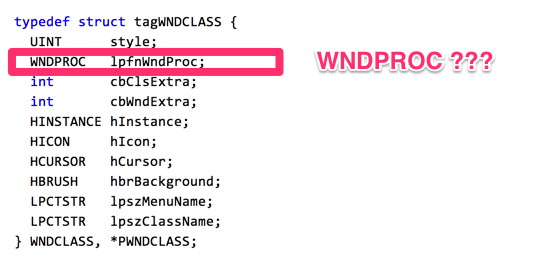 typedef struct tagWNDCLASS {
UINT style;
WNDPROC lpfnWndProc;
WNDPROC ???
int cbClsExtra;
int cbWndExtra;
HINSTANCE hInstance;
HICON hIcon;
HCURSOR hCursor;
HBRUSH hbrBackground;
LPCTSTR lpszMenuName;
LPCTSTR lpszClassName;
} WNDCLASS, *PWNDCLASS;